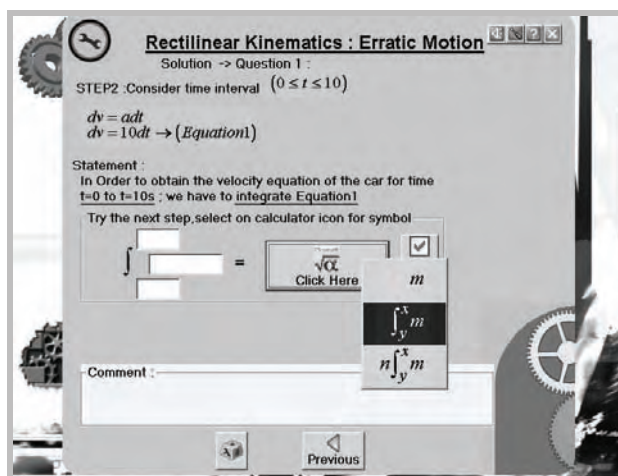 Rectilinear Kinematics : Erratic Motion
Solution -> Question 1 :
STEP2 :Consider time interval (0 ≤ t ≤ 10)
dv = adt
dv = 10dt → (Equation1)
Statement :
In Order to obtain the velocity equation of the car for time
t=0 to t=10s ; we have to integrate Equation1
Try the next step,select on calculator icon for symbol
∫ = √α
Click Here
m
∫_y^x m
n∫_y^x m
Comment :
Previous